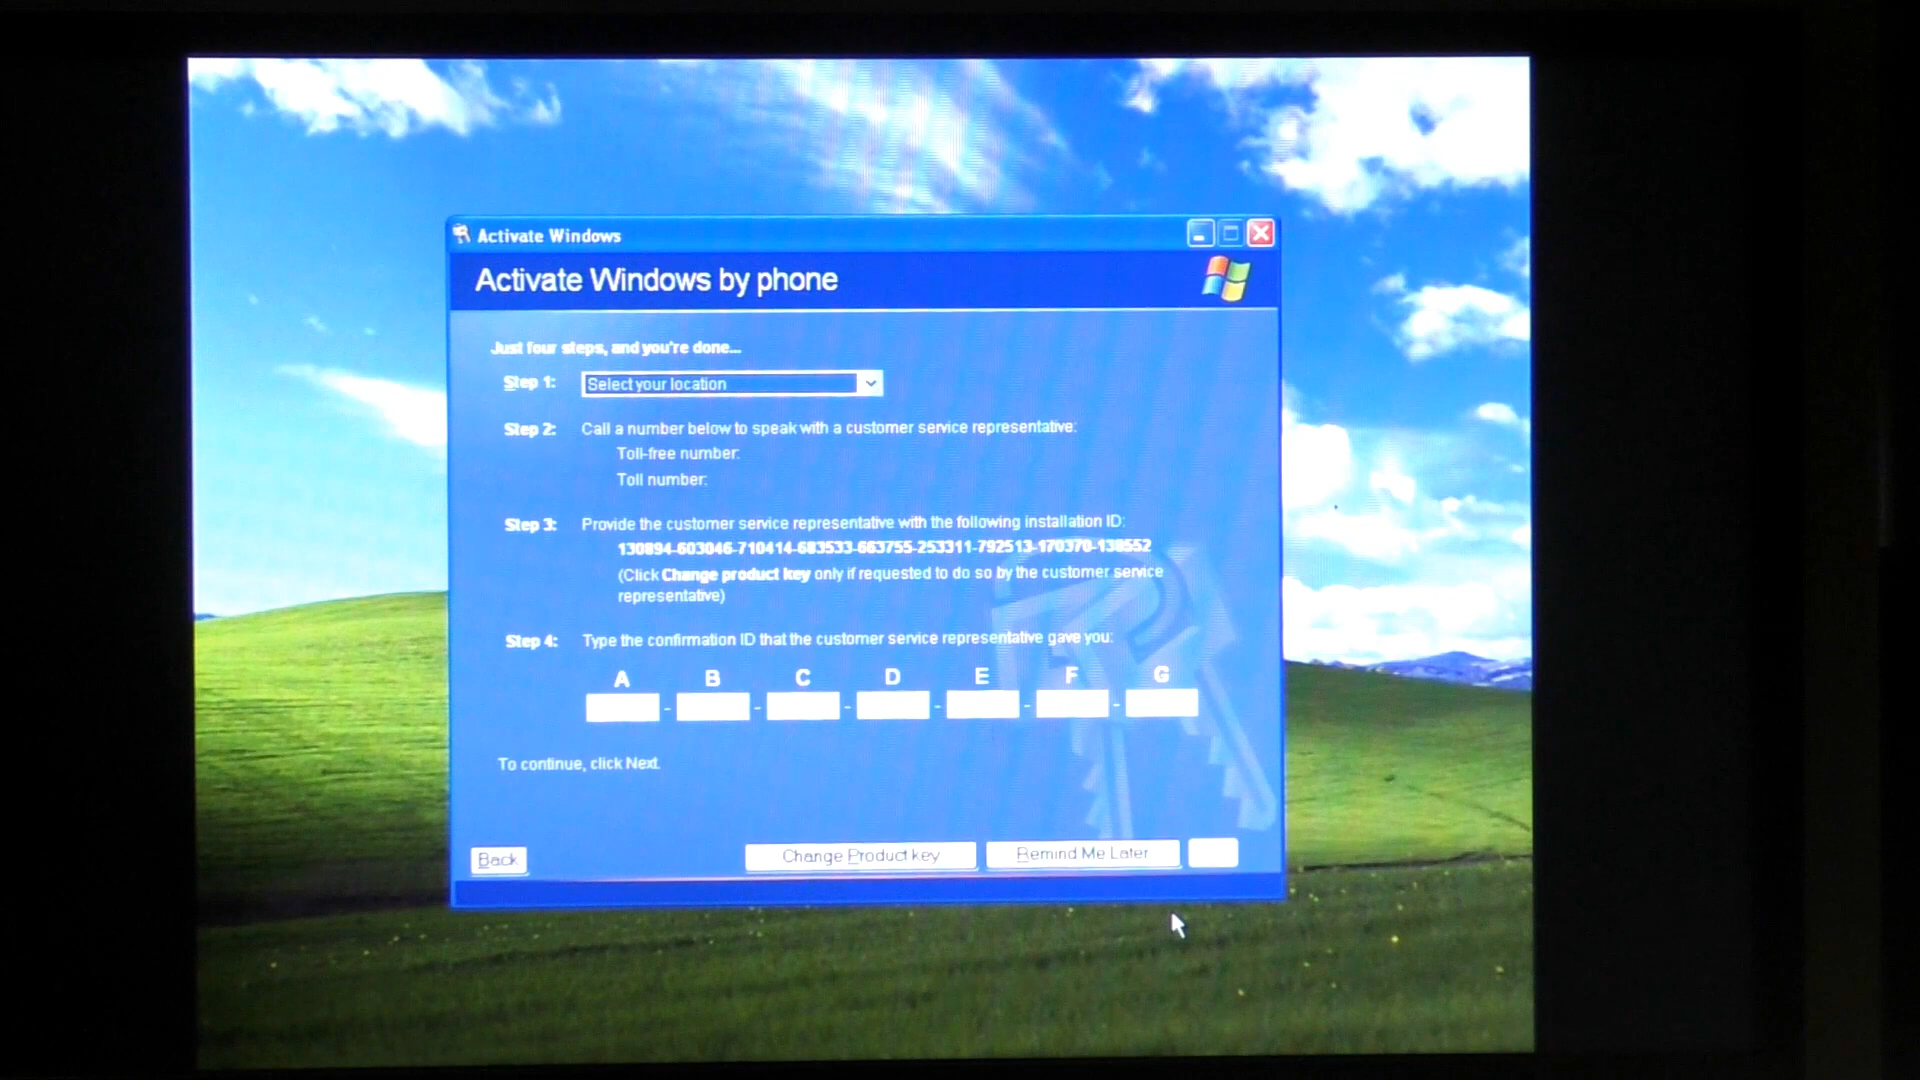 Activate Windows
Activate Windows by phone
Just four steps, and you're done...
Step 1: Select your location
Step 2: Call a number below to speak with a customer service representative:
Toll-free number:
Toll number:
Step 3: Provide the customer service representative with the following installation ID:
130894-603046-710414-683533-663755-253311-792513-170370-138552
(Click Change product key only if requested to do so by the customer service
representative)
Step 4: Type the confirmation ID that the customer service representative gave you:
A B C D E F G
- - - - - -
To continue, click Next.
Back Change Product key Remind Me Later